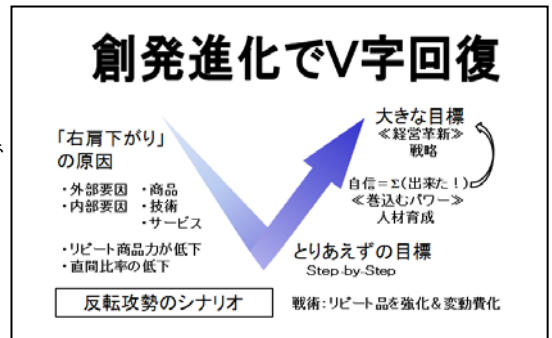 創発進化でV字回復
「右肩下がり」
の原因
・外部要因 ・商品
・内部要因 ・技術
・サービス
・リピート商品力が低下
・直間比率の低下
反転攻勢のシナリオ
大きな目標
≪経営革新≫
戦略
自信=Σ(出来た!)
≪巻込むパワー≫
人材育成
とりあえずの目標
Step-by-Step
戦術:リピート品を強化&変動費化